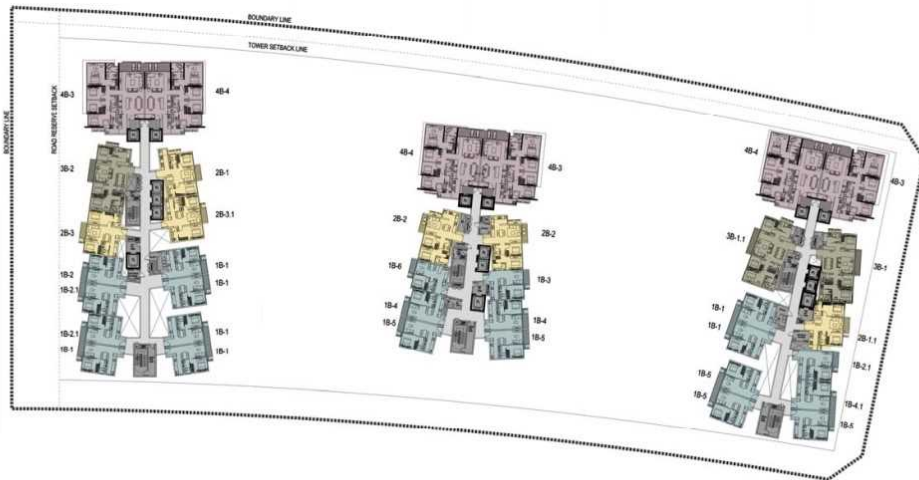 BOUNDARY LINE
TOWER SETBACK LINE
BOUNDARY LINE
ROAD RESERVE SETBACK
4B-3
4B-4
3B-2
2B-1
2B-3.1
2B-3
1B-2
1B-2.1
1B-1
1B-1
1B-2.1
1B-1
1B-1
1B-1
4B-4
4B-3
2B-2
2B-2
1B-6
1B-3
1B-4
1B-5
1B-4
1B-5
4B-4
4B-3
3B-1.1
3B-1
1B-1
1B-1
2B-1.1
1B-2.1
1B-5
1B-5
1B-4.1
1B-5